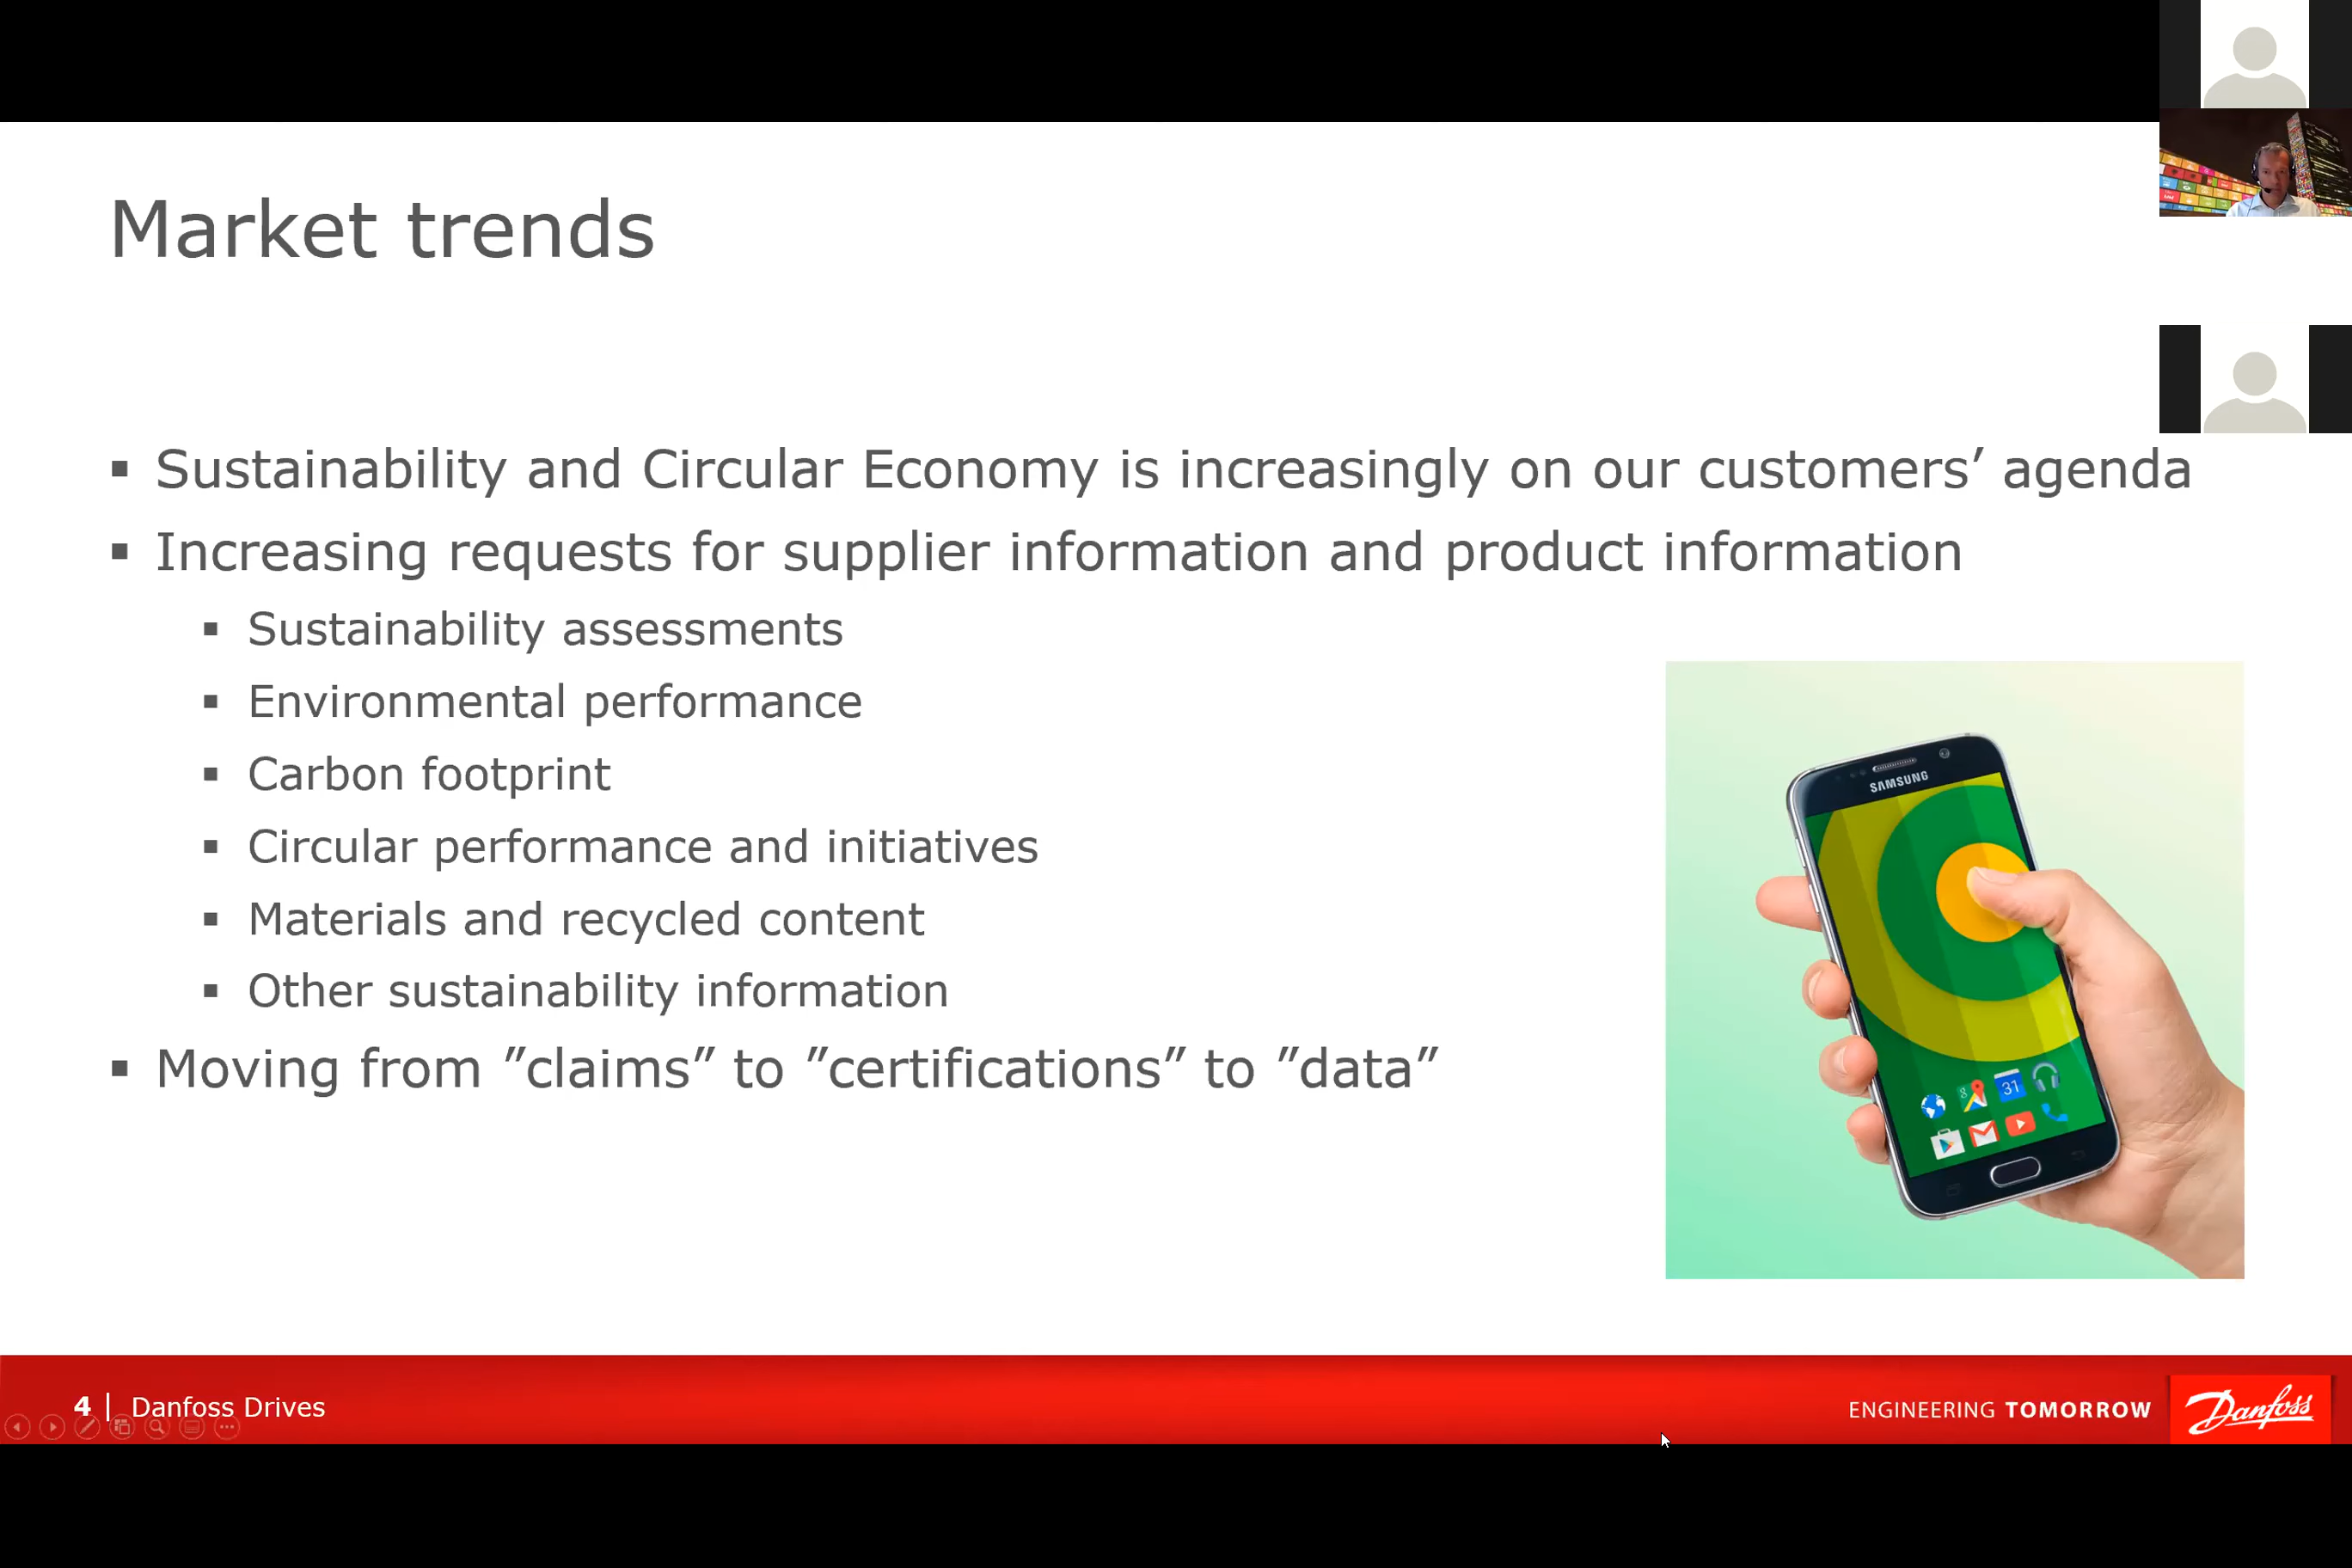 Market trends
Sustainability and Circular Economy is increasingly on our customers’ agenda
Increasing requests for supplier information and product information
Sustainability assessments
Environmental performance
Carbon footprint
Circular performance and initiatives
Materials and recycled content
Other sustainability information
Moving from ”claims” to ”certifications” to ”data”
SAMSUNG
31
4 | Danfoss Drives
ENGINEERING TOMORROW
Danfoss